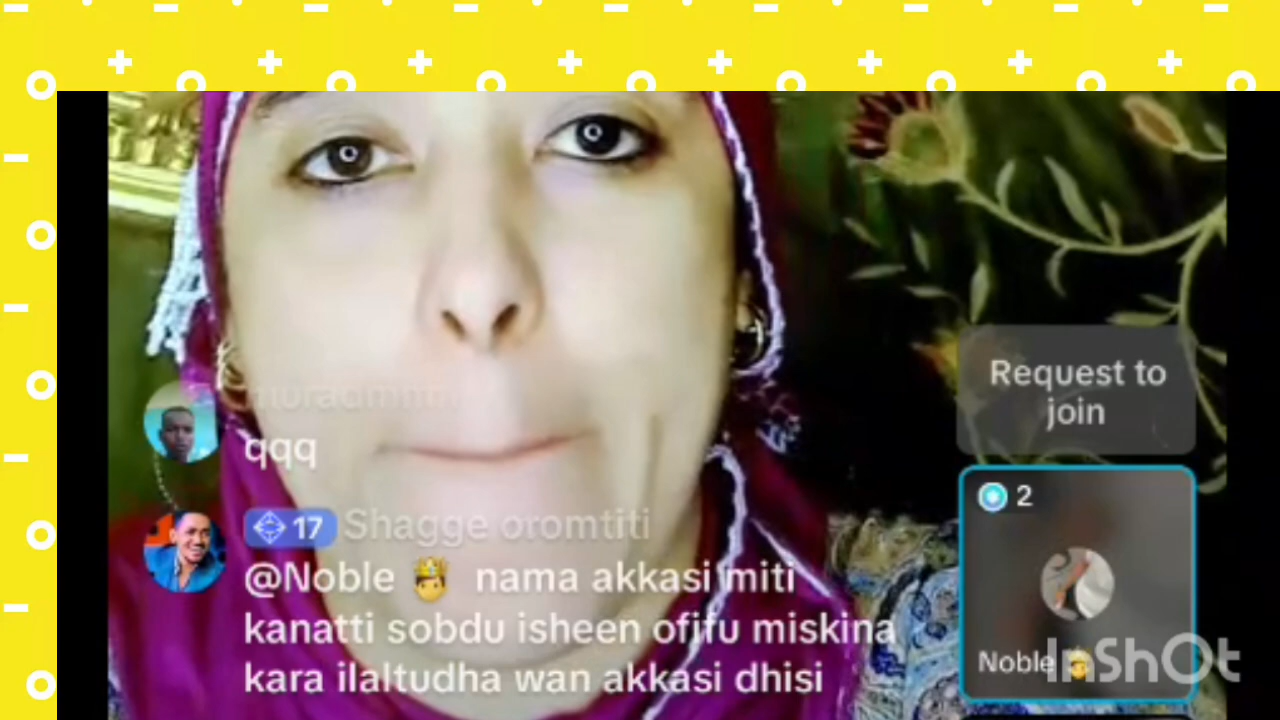 Request to
join
qqq
2
17 Shagge oromtiti
@Noble 🤴 nama akkasi miti
kanatti sobdu isheen ofifu miskina
kara ilaltudha wan akkasi dhisi
Noble 🤴
InShOt